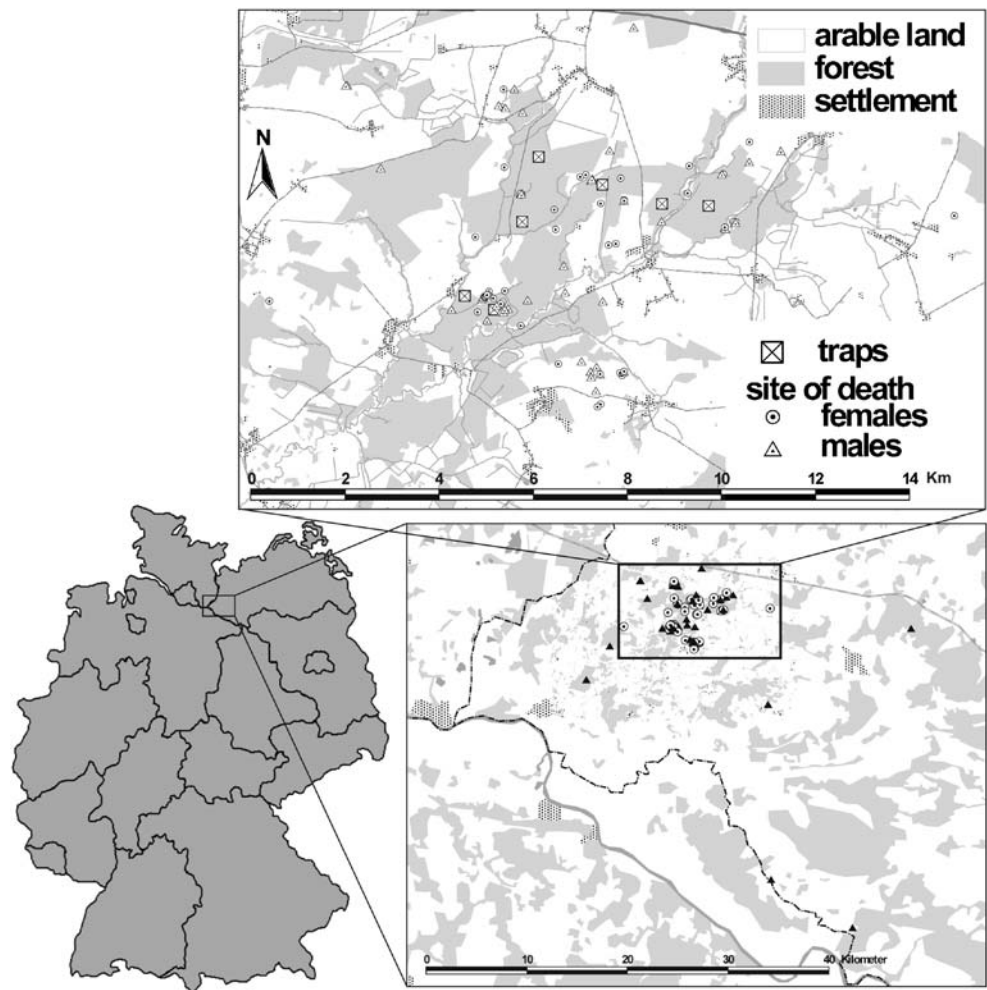 arable land
forest
settlement
N
traps
site of death
females
males
0 2 4 6 8 10 12 14 Km
0 10 20 30 40 Kilometer